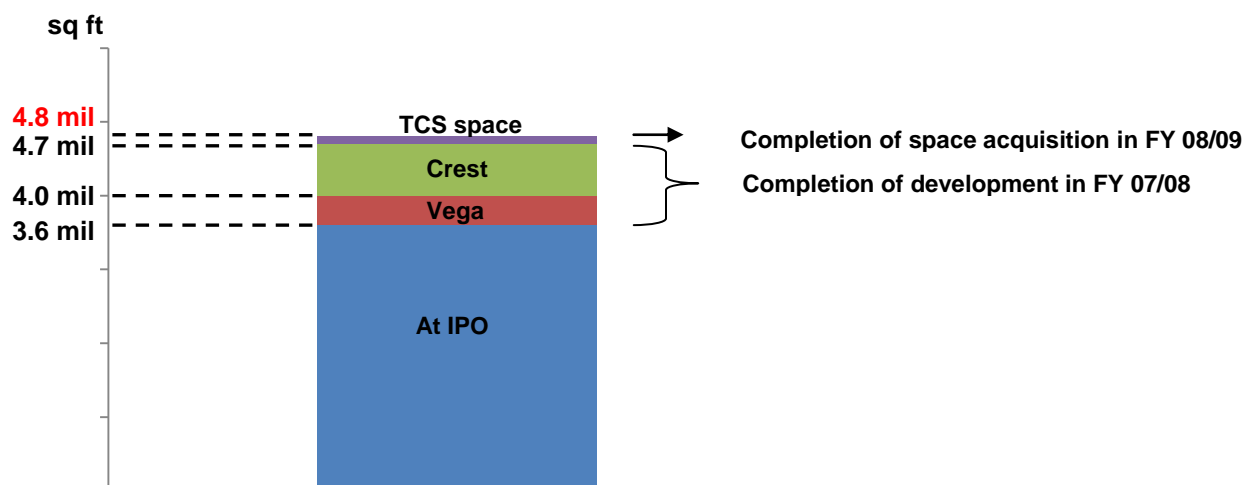 sq ft
4.8 mil
TCS space
Completion of space acquisition in FY 08/09
4.7 mil
Crest
Completion of development in FY 07/08
4.0 mil
Vega
3.6 mil
At IPO